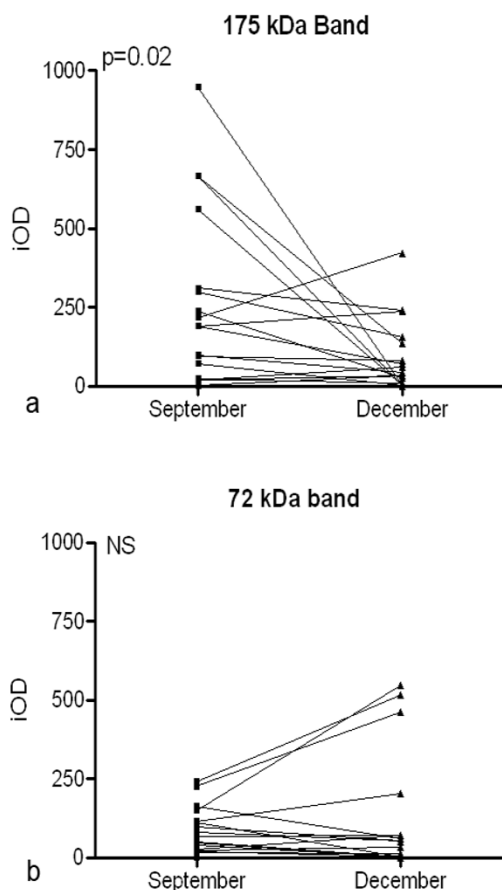 175 kDa Band
p=0.02
1000
750
500
250
0
iOD
September December
a
72 kDa band
NS
1000
750
500
250
0
iOD
September December
b